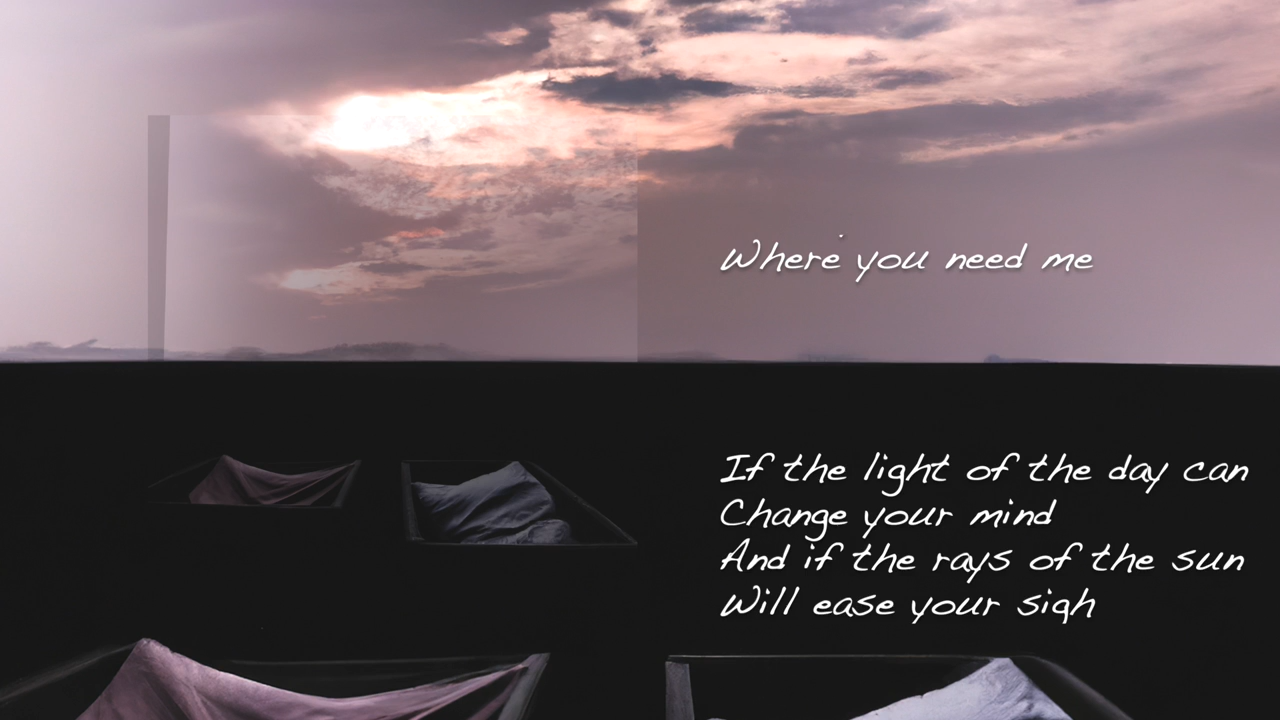 Where you need me
If the light of the day can
Change your mind
And if the rays of the sun
Will ease your sigh